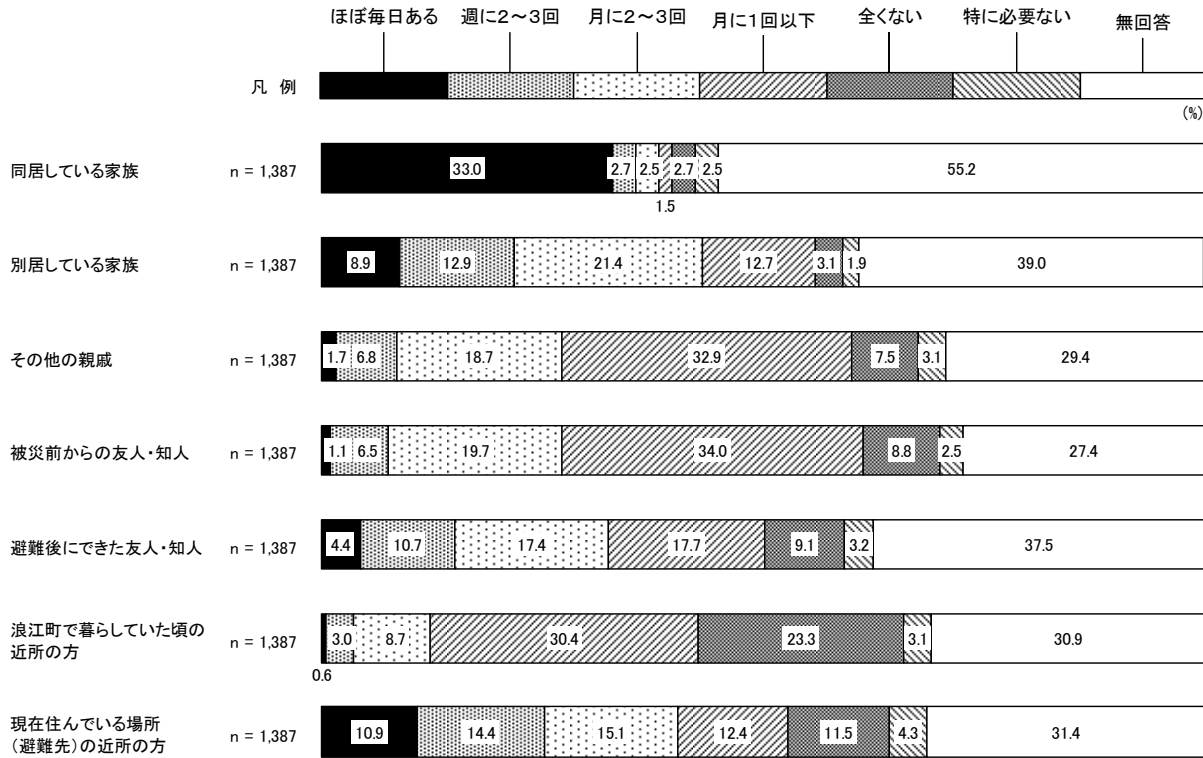 ほぼ毎日ある 週に2～3回 月に2～3回 月に1回以下 全くない 特に必要ない 無回答
凡 例
(%)
同居している家族 n = 1,387 33.0 2.7 2.5 2.7 2.5 55.2
1.5
別居している家族 n = 1,387 8.9 12.9 21.4 12.7 3.1 1.9 39.0
その他の親戚 n = 1,387 1.7 6.8 18.7 32.9 7.5 3.1 29.4
被災前からの友人・知人 n = 1,387 1.1 6.5 19.7 34.0 8.8 2.5 27.4
避難後にできた友人・知人 n = 1,387 4.4 10.7 17.4 17.7 9.1 3.2 37.5
浪江町で暮らしていた頃の
近所の方 n = 1,387 3.0 8.7 30.4 23.3 3.1 30.9
0.6
現在住んでいる場所
（避難先）の近所の方 n = 1,387 10.9 14.4 15.1 12.4 11.5 4.3 31.4